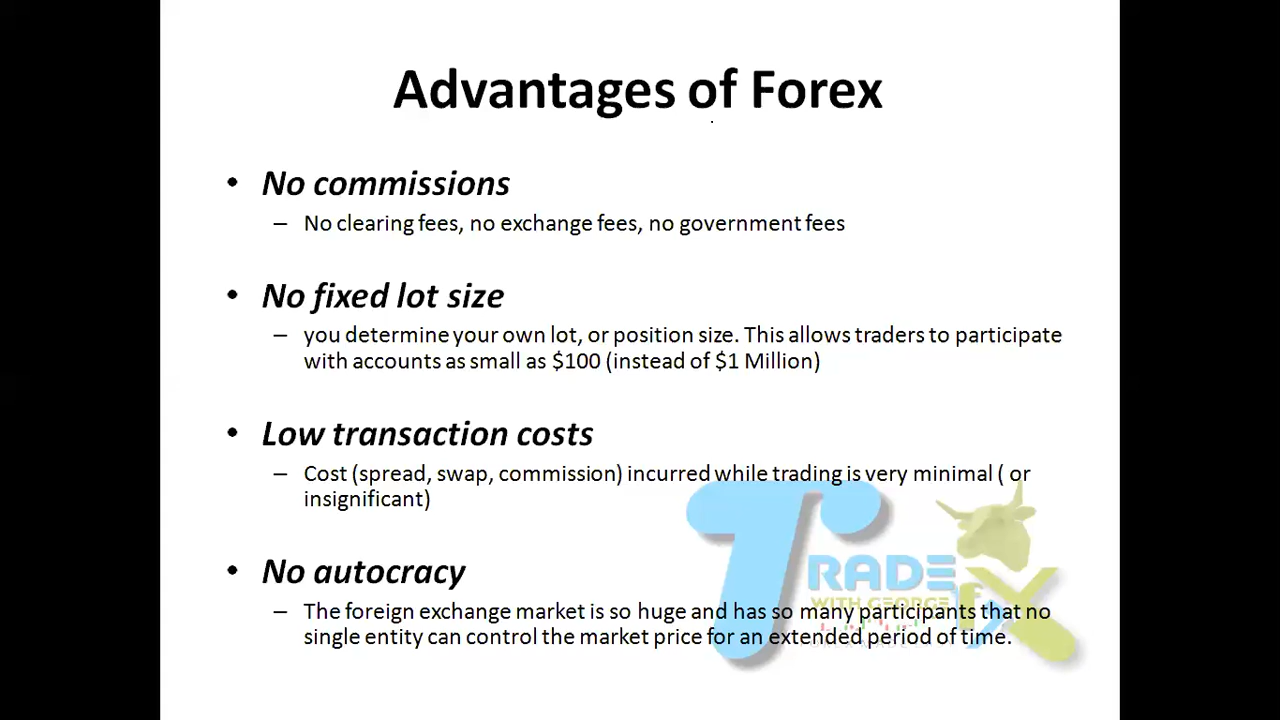 Advantages of Forex
• No commissions
– No clearing fees, no exchange fees, no government fees
• No fixed lot size
– you determine your own lot, or position size. This allows traders to participate
with accounts as small as $100 (instead of $1 Million)
• Low transaction costs
– Cost (spread, swap, commission) incurred while trading is very minimal ( or
insignificant)
• No autocracy
– The foreign exchange market is so huge and has so many participants that no
single entity can control the market price for an extended period of time.
TRADE
WITH GEORGE
FX